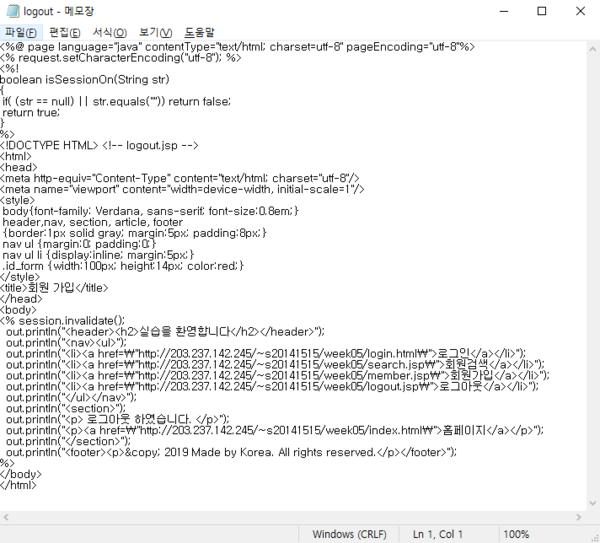 logout - 메모장
파일(F) 편집(E) 서식(O) 보기(V) 도움말
<%@ page language="java" contentType="text/html; charset=utf-8" pageEncoding="utf-8"%>
<% request.setCharacterEncoding("utf-8"); %>
<%!
boolean isSessionOn(String str)
{
 if( (str == null) || str.equals("")) return false;
 return true;
}
%>
<!DOCTYPE HTML> <!-- logout.jsp -->
<html>
<head>
<meta http-equiv="Content-Type" content="text/html; charset="utf-8"/>
<meta name="viewport" content="width=device-width, initial-scale=1"/>
<style>
 body{font-family: Verdana, sans-serif; font-size:0.8em;}
 header,nav, section, article, footer
 {border:1px solid gray; margin:5px; padding:8px;}
 nav ul {margin:0; padding:0;}
 nav ul li {display:inline; margin:5px;}
 .id_form {width:100px; height:14px; color:red;}
</style>
<title>회원 가입</title>
</head>
<body>
<% session.invalidate();
  out.println("<header><h2>실습을 환영합니다</h2></header>");
  out.println("<nav><ul>");
  out.println("<li><a href=₩"http://203.237.142.245/~s20141515/week05/login.html₩">로그인</a></li>");
  out.println("<li><a href=₩"http://203.237.142.245/~s20141515/week05/search.jsp₩">회원검색</a></li>");
  out.println("<li><a href=₩"http://203.237.142.245/~s20141515/week05/member.jsp₩">회원가입</a></li>");
  out.println("<li><a href=₩"http://203.237.142.245/~s20141515/week05/logout.jsp₩">로그아웃</a></li>");
  out.println("</ul></nav>");
  out.println("<section>");
  out.println("<p> 로그아웃 하였습니다. </p>");
  out.println("<p><a href=₩"http://203.237.142.245/~s20141515/week05/index.html₩">홈페이지</a></p>");
  out.println("</section>");
  out.println("<footer><p>&copy; 2019 Made by Korea. All rights reserved.</p></footer>");
%>
</body>
</html>
Windows (CRLF) Ln 1, Col 1 100%